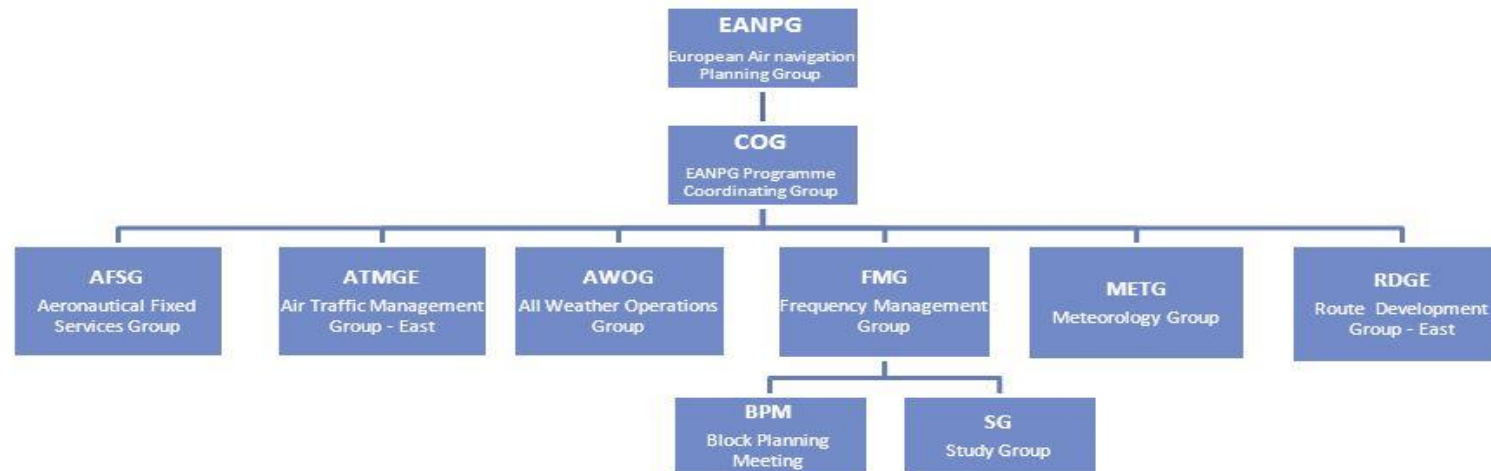 EANPG
European Air navigation
Planning Group
COG
EANPG Programme
Coordinating Group
AFSG
Aeronautical Fixed
Services Group
ATMGE
Air Traffic Management
Group - East
AWOG
All Weather Operations
Group
FMG
Frequency Management
Group
METG
Meteorology Group
RDGE
Route Development
Group - East
BPM
Block Planning
Meeting
SG
Study Group